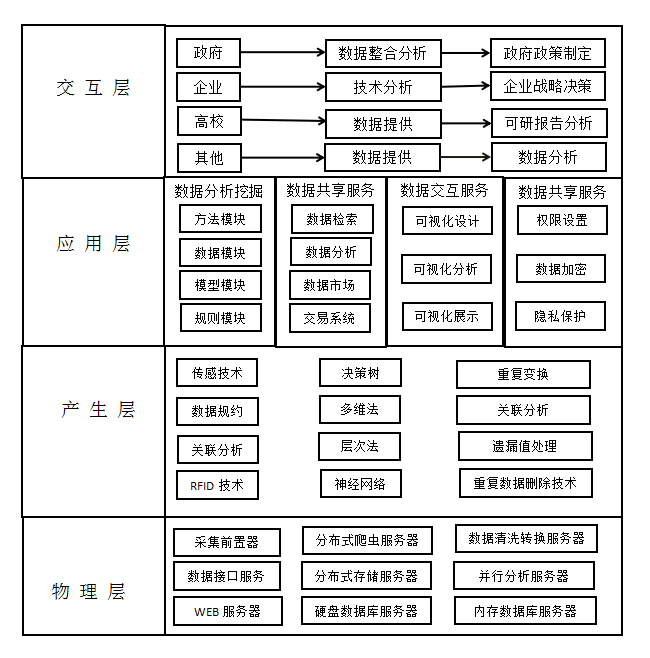 交 互 层
政府 数据整合分析 政府政策制定
企业 技术分析 企业战略决策
高校 数据提供 可研报告分析
其他 数据提供 数据分析
应 用 层
数据分析挖掘 数据共享服务 数据交互服务 数据共享服务
方法模块 数据检索 可视化设计 权限设置
数据模块 数据分析 可视化分析 数据加密
模型模块 数据市场
规则模块 交易系统 可视化展示 隐私保护
产 生 层
传感技术 决策树 重复变换
数据规约 多维法 关联分析
关联分析 层次法 遗漏值处理
RFID 技术 神经网络 重复数据删除技术
物 理 层
采集前置器 分布式爬虫服务器 数据清洗转换服务器
数据接口服务 分布式存储服务器 并行分析服务器
WEB 服务器 硬盘数据库服务器 内存数据库服务器